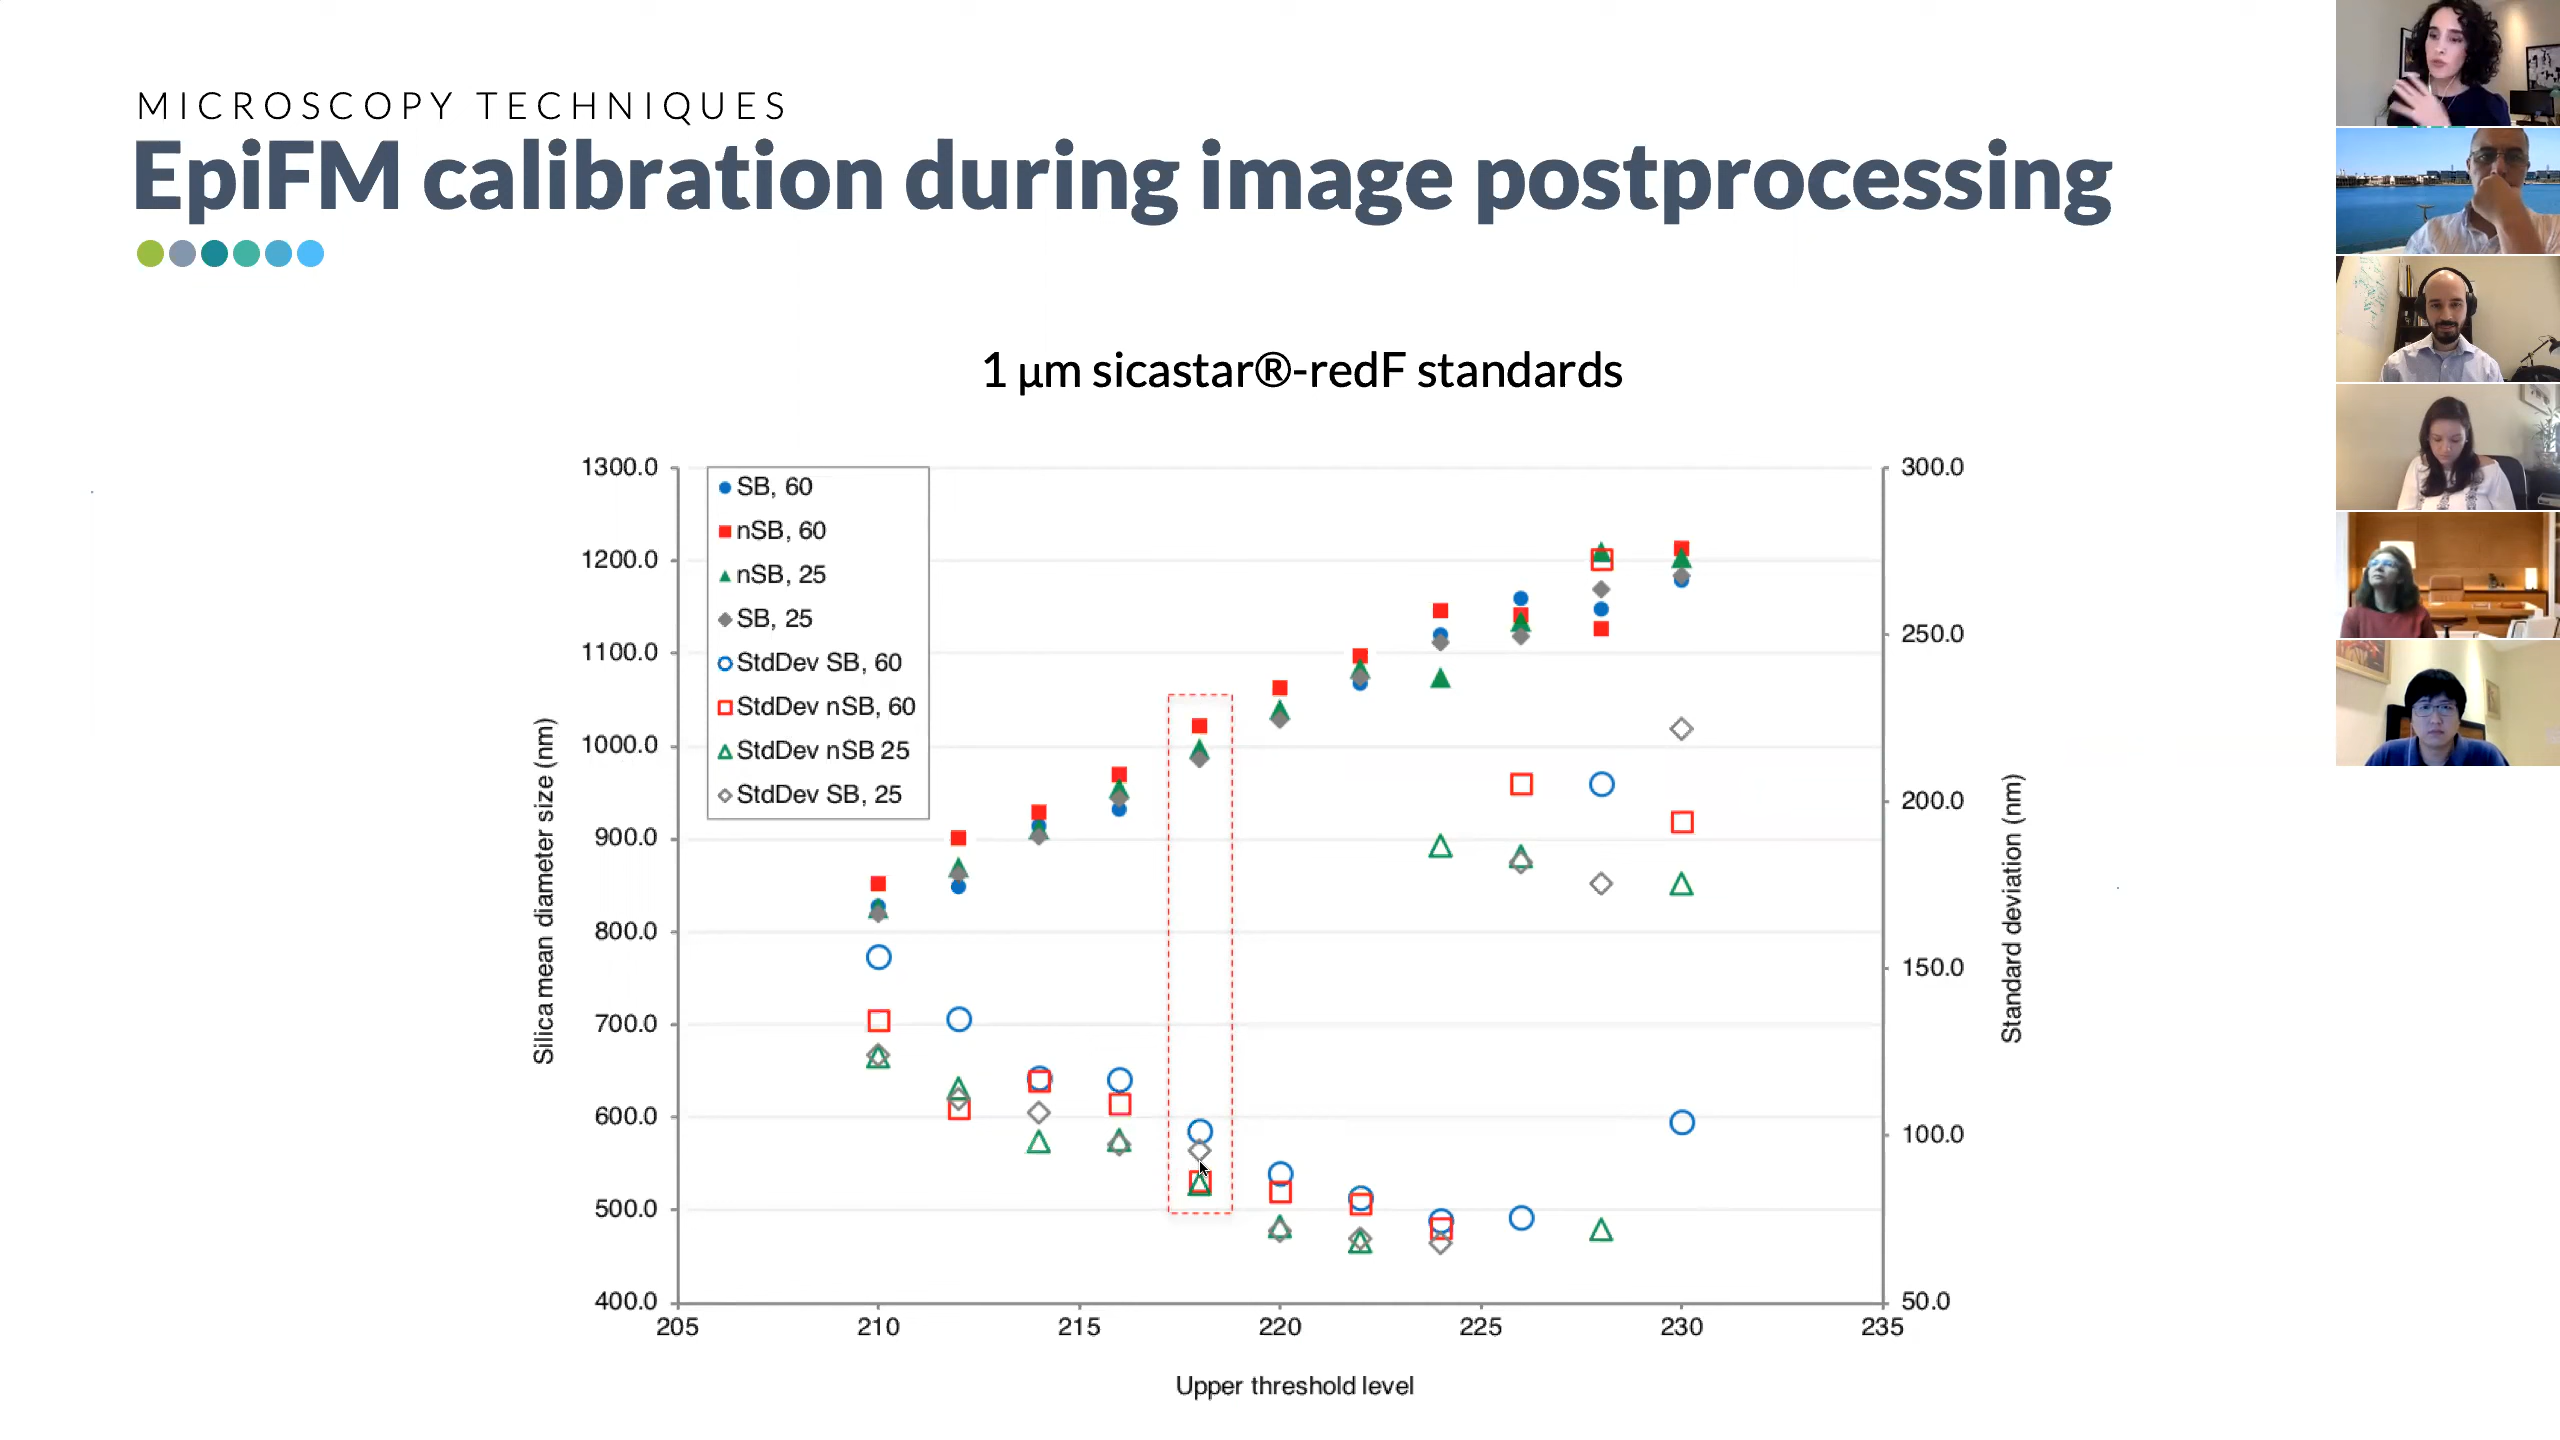 MICROSCOPY TECHNIQUES
EpiFM calibration during image postprocessing
1 µm sicastar®-redF standards
1300.0
1200.0
1100.0
1000.0
900.0
800.0
700.0
600.0
500.0
400.0
Silica mean diameter size (nm)
SB, 60
nSB, 60
nSB, 25
SB, 25
StdDev SB, 60
StdDev nSB, 60
StdDev nSB 25
StdDev SB, 25
300.0
250.0
200.0
150.0
100.0
50.0
Standard deviation (nm)
205 210 215 220 225 230 235
Upper threshold level